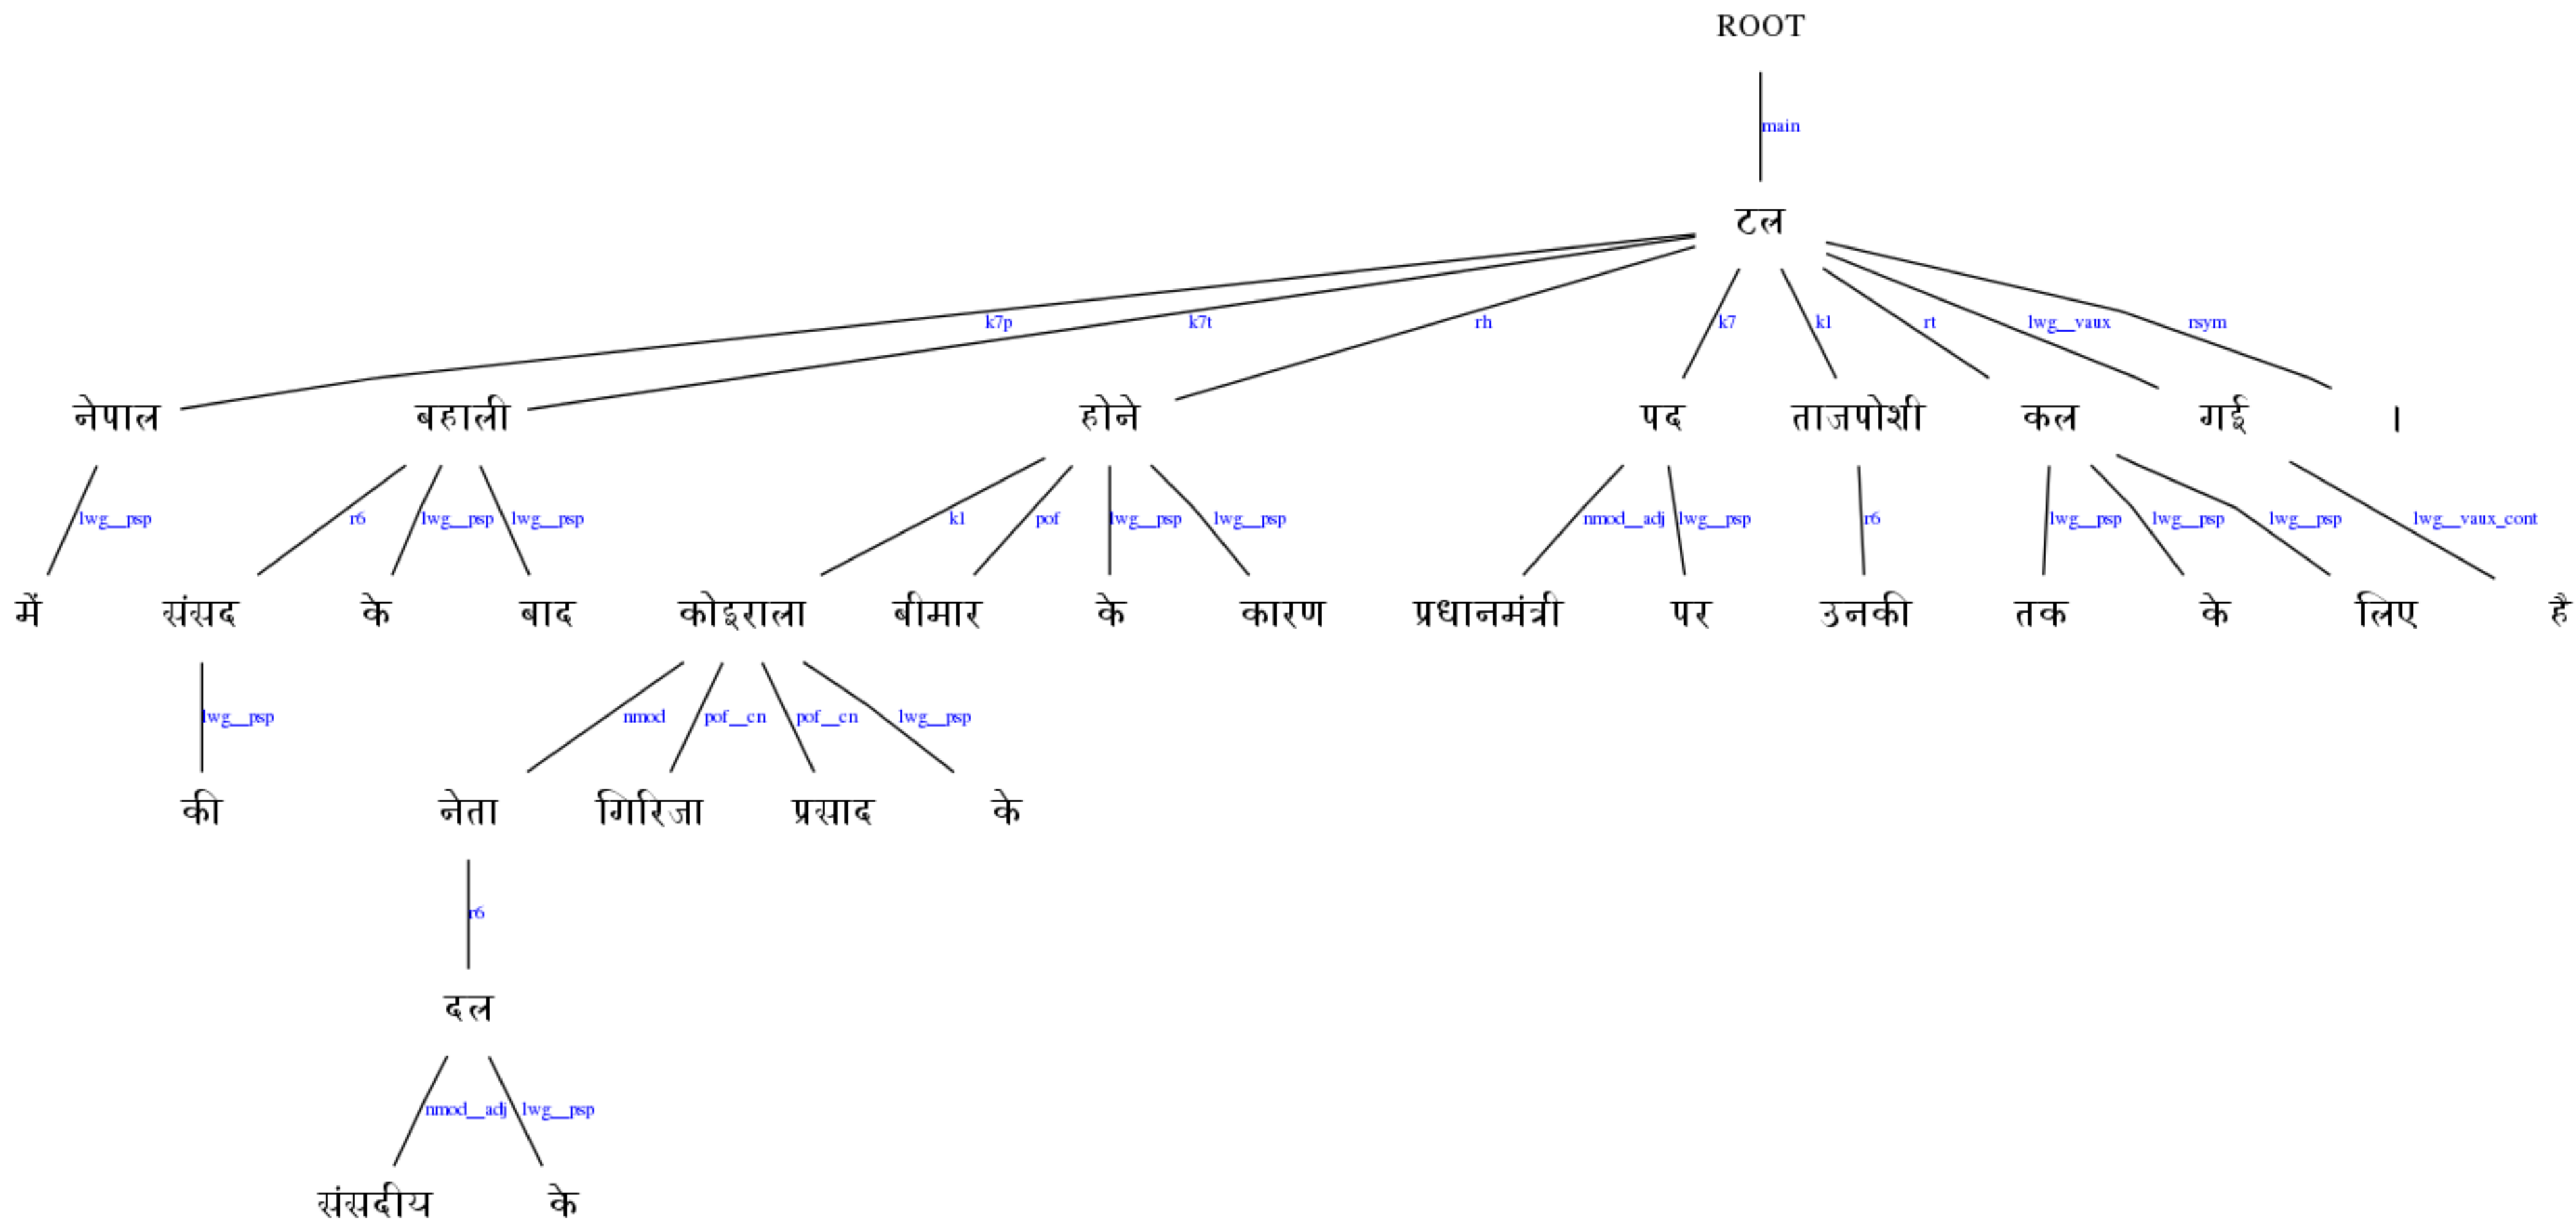 ROOT
main
टल
k7p k7t rh k7 k1 rt lwg__vaux rsym
नेपाल बहाली होने पद ताजपोशी कल गई ।
lwg__psp r6 lwg__psp lwg__psp k1 pof lwg__psp lwg__psp nmod__adj lwg__psp r6 lwg__psp lwg__psp lwg__psp lwg__vaux_cont
में संसद के बाद कोइराला बीमार के कारण प्रधानमंत्री पर उनकी तक के लिए है
lwg__psp nmod pof__cn pof__cn lwg__psp
की नेता गिरिजा प्रसाद के
r6
दल
nmod__adj lwg__psp
संसदीय के